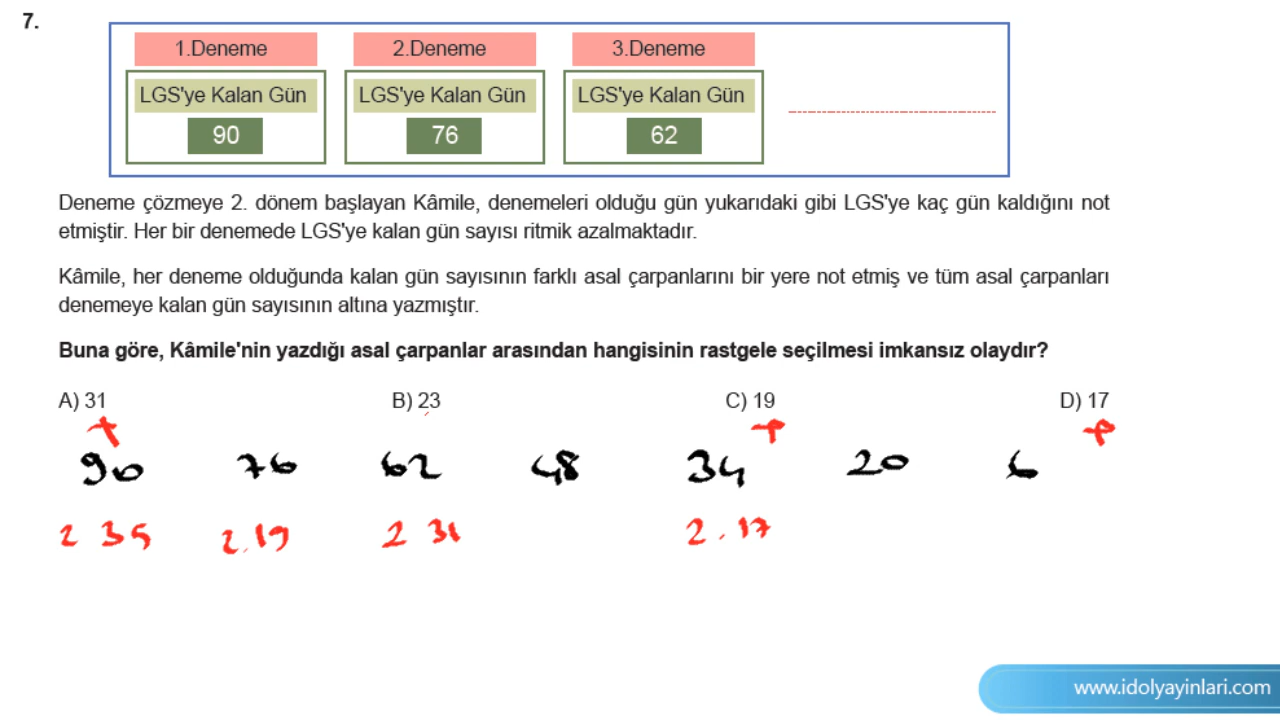 7.
1.Deneme 2.Deneme 3.Deneme
LGS'ye Kalan Gün LGS'ye Kalan Gün LGS'ye Kalan Gün
90 76 62
Deneme çözmeye 2. dönem başlayan Kâmile, denemeleri olduğu gün yukarıdaki gibi LGS'ye kaç gün kaldığını not
etmiştir. Her bir denemede LGS'ye kalan gün sayısı ritmik azalmaktadır.
Kâmile, her deneme olduğunda kalan gün sayısının farklı asal çarpanlarını bir yere not etmiş ve tüm asal çarpanları
denemeye kalan gün sayısının altına yazmıştır.
Buna göre, Kâmile'nin yazdığı asal çarpanlar arasından hangisinin rastgele seçilmesi imkansız olaydır?
A) 31 B) 23 C) 19 D) 17
90 76 62 48 34 20 6
2 3 5 2.19 2 31 2.17
www.idolyayinlari.com